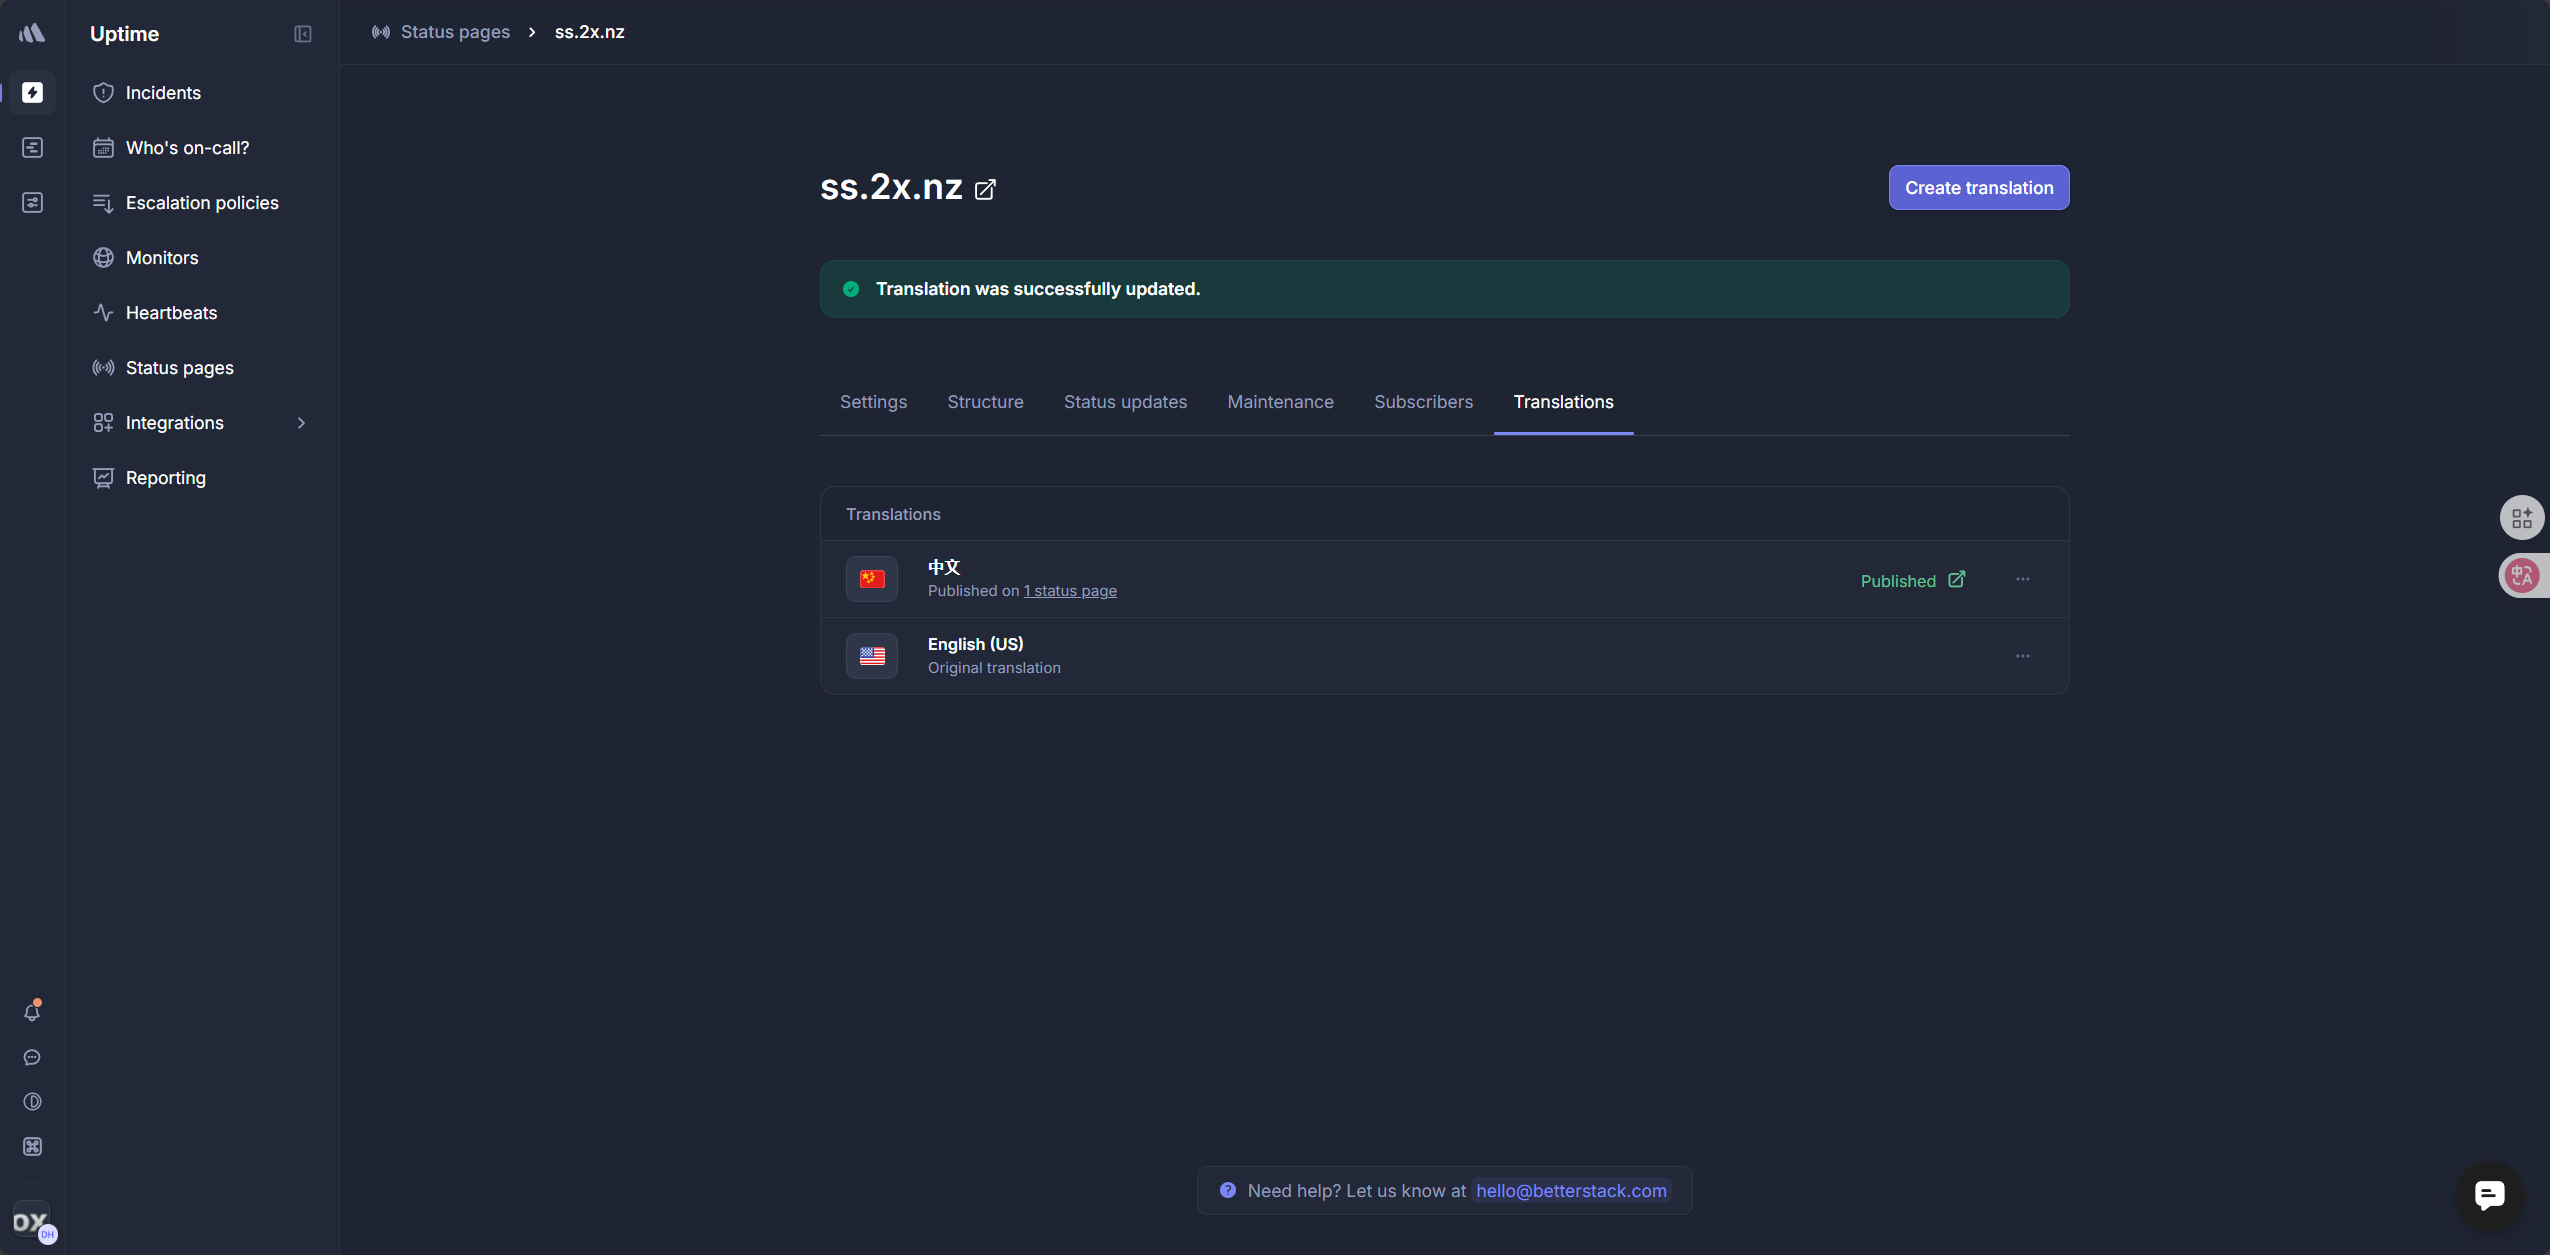 Uptime
Incidents
Who's on-call?
Escalation policies
Monitors
Heartbeats
Status pages
Integrations
Reporting
OX
DH
Status pages > ss.2x.nz
ss.2x.nz
Create translation
Translation was successfully updated.
Settings Structure Status updates Maintenance Subscribers Translations
Translations
中文
Published on 1 status page
Published
English (US)
Original translation
Need help? Let us know at hello@betterstack.com
中A